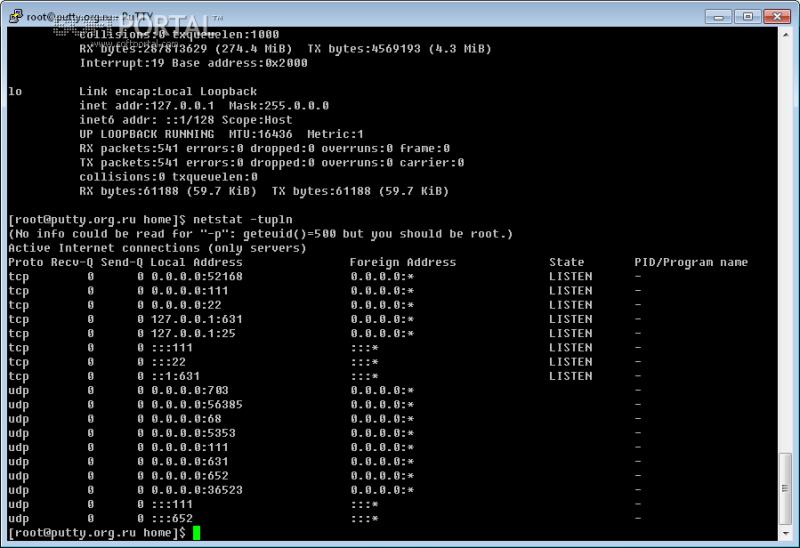 root@putty.org.ru - PuTTY
SOFTPORTAL™
www.softportal.com
collisions:0 txqueuelen:1000
RX bytes:287813629 (274.4 MiB)  TX bytes:4569193 (4.3 MiB)
Interrupt:19 Base address:0x2000
lo        Link encap:Local Loopback
inet addr:127.0.0.1  Mask:255.0.0.0
inet6 addr: ::1/128 Scope:Host
UP LOOPBACK RUNNING  MTU:16436  Metric:1
RX packets:541 errors:0 dropped:0 overruns:0 frame:0
TX packets:541 errors:0 dropped:0 overruns:0 carrier:0
collisions:0 txqueuelen:0
RX bytes:61188 (59.7 KiB)  TX bytes:61188 (59.7 KiB)
[root@putty.org.ru home]$ netstat -tupln
(No info could be read for "-p": geteuid()=500 but you should be root.)
Active Internet connections (only servers)
Proto Recv-Q Send-Q Local Address               Foreign Address             State       PID/Program name
tcp        0      0 0.0.0.0:52168               0.0.0.0:*                   LISTEN      -
tcp        0      0 0.0.0.0:111                 0.0.0.0:*                   LISTEN      -
tcp        0      0 0.0.0.0:22                  0.0.0.0:*                   LISTEN      -
tcp        0      0 127.0.0.1:631               0.0.0.0:*                   LISTEN      -
tcp        0      0 127.0.0.1:25                0.0.0.0:*                   LISTEN      -
tcp        0      0 :::111                      :::*                        LISTEN      -
tcp        0      0 :::22                       :::*                        LISTEN      -
tcp        0      0 ::1:631                     :::*                        LISTEN      -
udp        0      0 0.0.0.0:703                 0.0.0.0:*                               -
udp        0      0 0.0.0.0:56385               0.0.0.0:*                               -
udp        0      0 0.0.0.0:68                  0.0.0.0:*                               -
udp        0      0 0.0.0.0:5353                0.0.0.0:*                               -
udp        0      0 0.0.0.0:111                 0.0.0.0:*                               -
udp        0      0 0.0.0.0:631                 0.0.0.0:*                               -
udp        0      0 0.0.0.0:652                 0.0.0.0:*                               -
udp        0      0 0.0.0.0:36523               0.0.0.0:*                               -
udp        0      0 :::111                      :::*                                    -
udp        0      0 :::652                      :::*                                    -
[root@putty.org.ru home]$